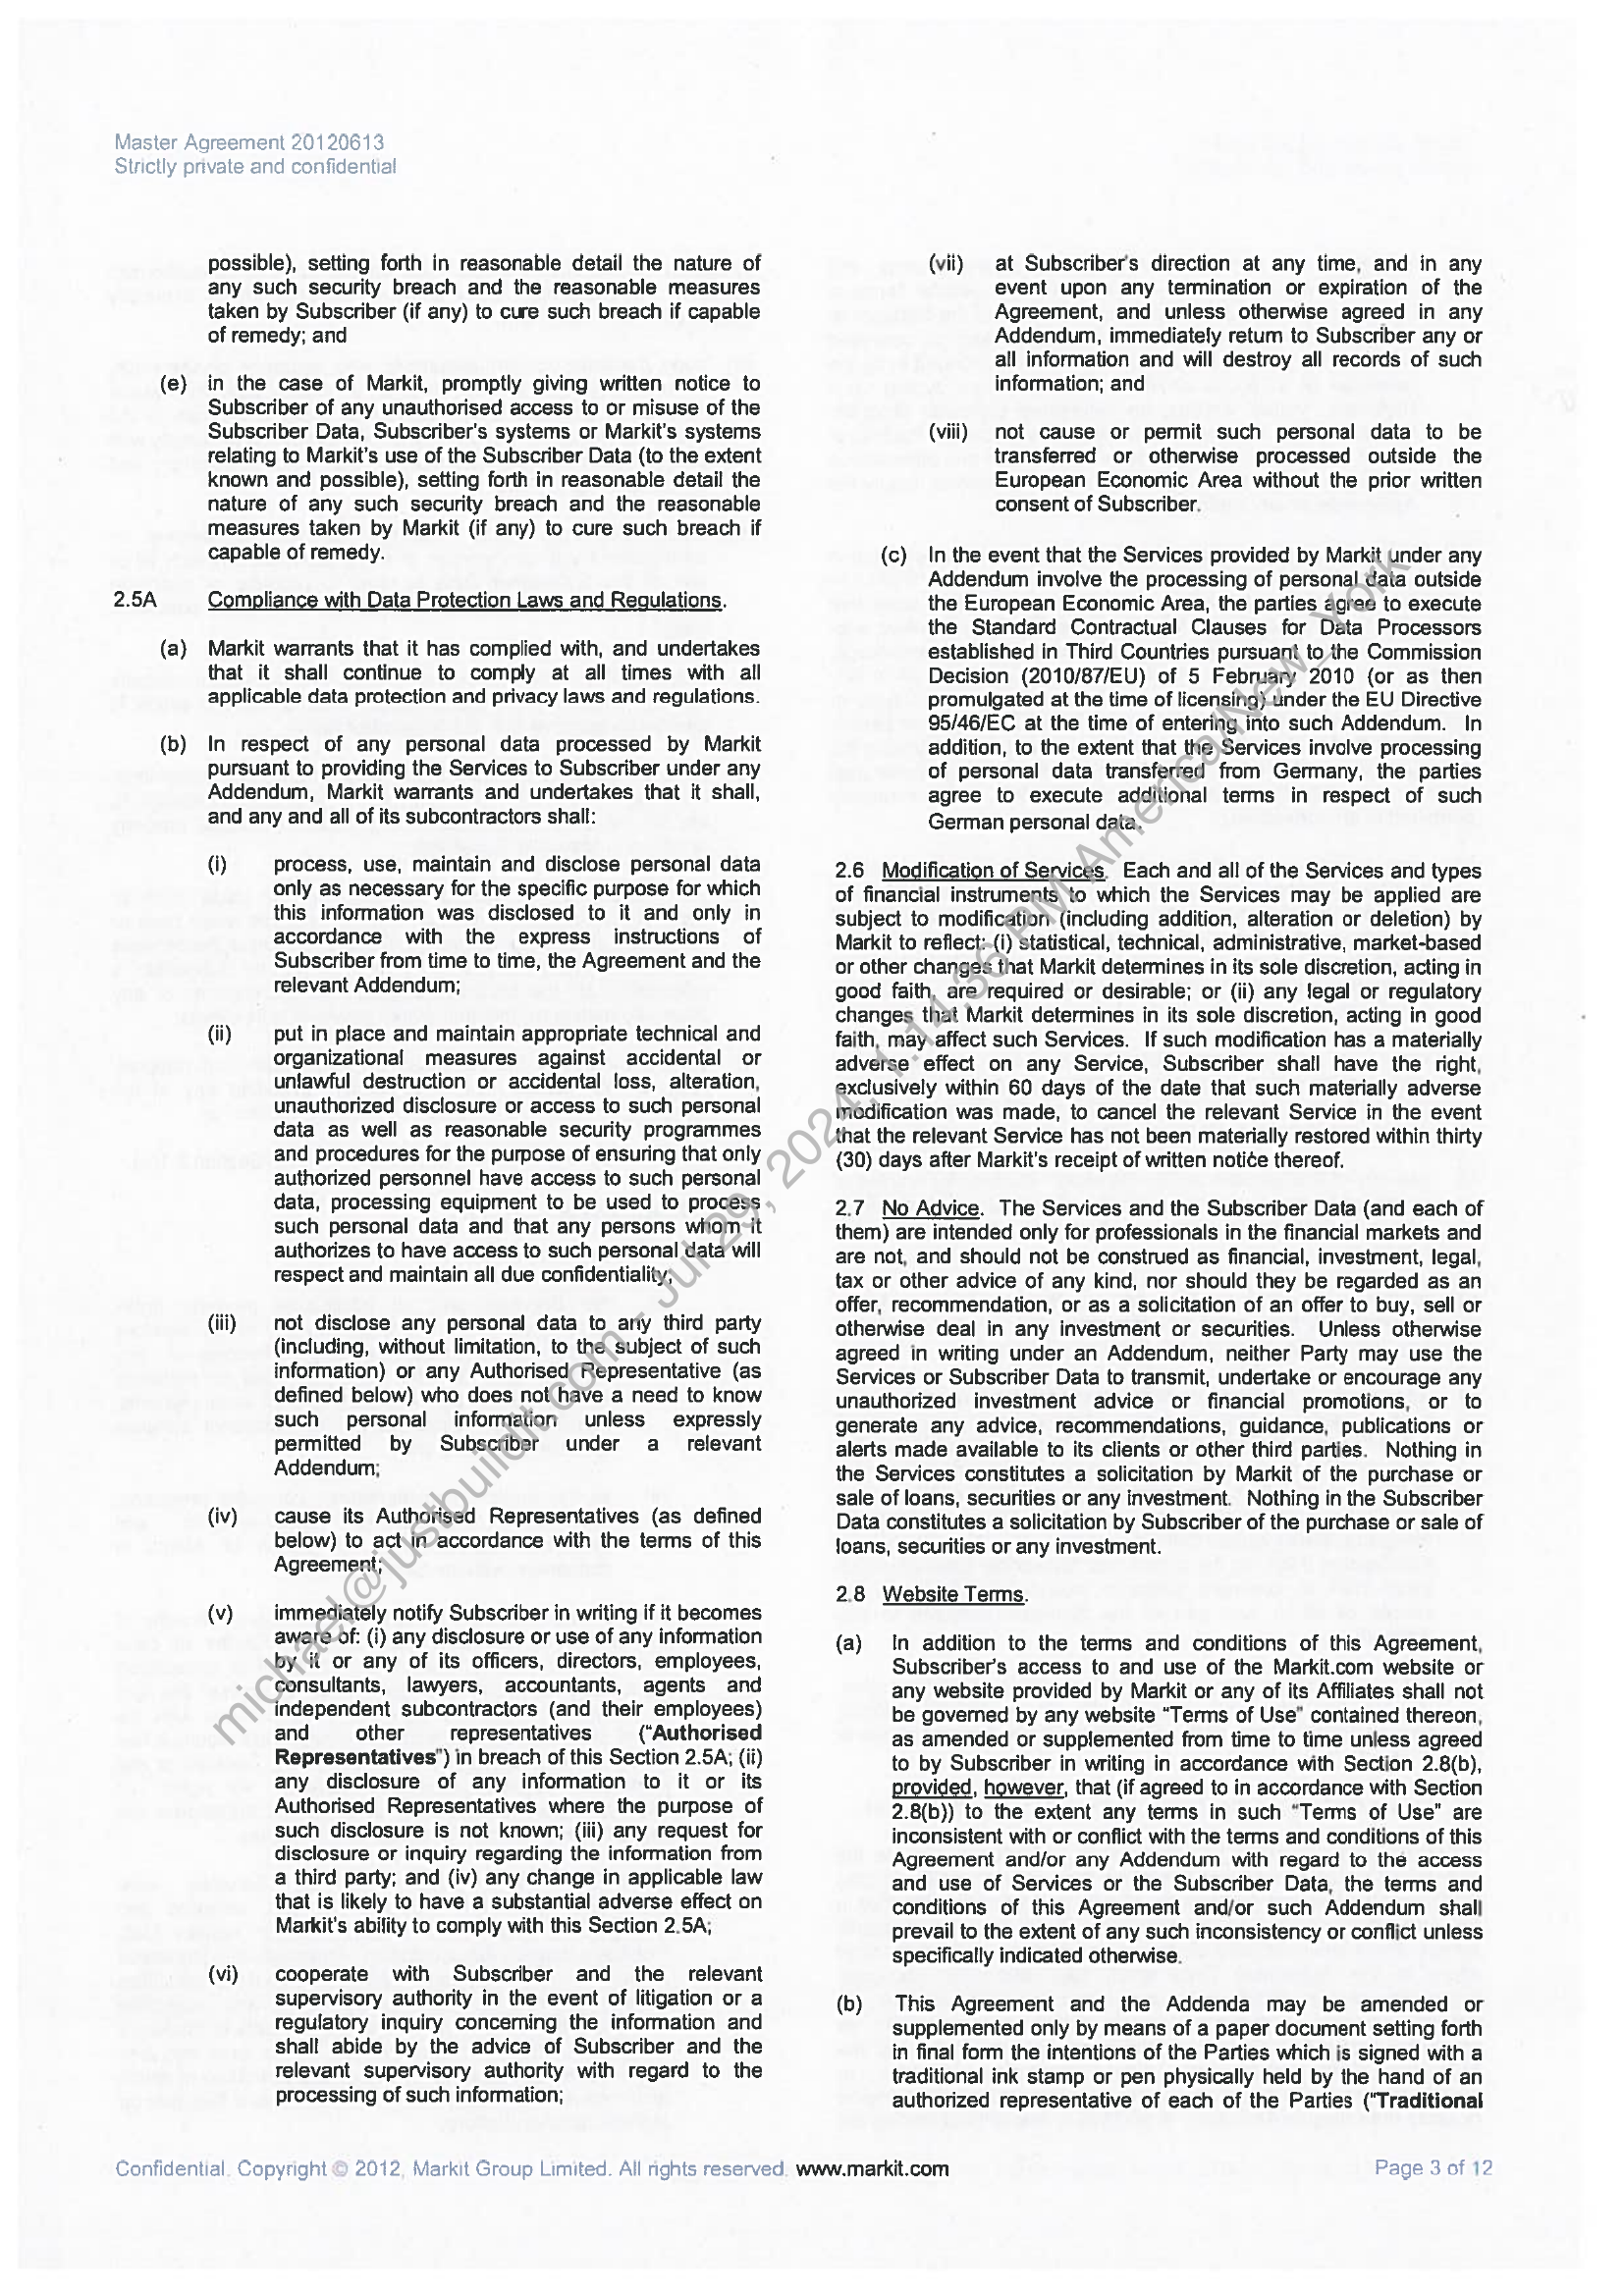 Master Agreement 20120613
Strictly private and confidential
possible), setting forth in reasonable detail the nature of
any such security breach and the reasonable measures
taken by Subscriber (if any) to cure such breach if capable
of remedy; and
(e) in the case of Markit, promptly giving written notice to
Subscriber of any unauthorised access to or misuse of the
Subscriber Data, Subscriber's systems or Markit's systems
relating to Markit's use of the Subscriber Data (to the extent
known and possible), setting forth in reasonable detail the
nature of any such security breach and the reasonable
measures taken by Markit (if any) to cure such breach if
capable of remedy.
2.5A Compliance with Data Protection Laws and Regulations.
(a) Markit warrants that it has complied with, and undertakes
that it shall continue to comply at all times with all
applicable data protection and privacy laws and regulations.
(b) In respect of any personal data processed by Markit
pursuant to providing the Services to Subscriber under any
Addendum, Markit warrants and undertakes that it shall,
and any and all of its subcontractors shall:
(i) process, use, maintain and disclose personal data
only as necessary for the specific purpose for which
this information was disclosed to it and only in
accordance with the express instructions of
Subscriber from time to time, the Agreement and the
relevant Addendum;
(ii) put in place and maintain appropriate technical and
organizational measures against accidental or
unlawful destruction or accidental loss, alteration,
unauthorized disclosure or access to such personal
data as well as reasonable security programmes
and procedures for the purpose of ensuring that only
authorized personnel have access to such personal
data, processing equipment to be used to process
such personal data and that any persons whom it
authorizes to have access to such personal data will
respect and maintain all due confidentiality;
(iii) not disclose any personal data to any third party
(including, without limitation, to the subject of such
information) or any Authorised Representative (as
defined below) who does not have a need to know
such personal information unless expressly
permitted by Subscriber under a relevant
Addendum;
(iv) cause its Authorised Representatives (as defined
below) to act in accordance with the terms of this
Agreement;
(v) immediately notify Subscriber in writing if it becomes
aware of: (i) any disclosure or use of any information
by it or any of its officers, directors, employees,
consultants, lawyers, accountants, agents and
independent subcontractors (and their employees)
and other representatives ("Authorised
Representatives") in breach of this Section 2.5A; (ii)
any disclosure of any information to it or its
Authorised Representatives where the purpose of
such disclosure is not known; (iii) any request for
disclosure or inquiry regarding the information from
a third party; and (iv) any change in applicable law
that is likely to have a substantial adverse effect on
Markit's ability to comply with this Section 2.5A;
(vi) cooperate with Subscriber and the relevant
supervisory authority in the event of litigation or a
regulatory inquiry concerning the information and
shall abide by the advice of Subscriber and the
relevant supervisory authority with regard to the
processing of such information;
(vii) at Subscriber's direction at any time, and in any
event upon any termination or expiration of the
Agreement, and unless otherwise agreed in any
Addendum, immediately return to Subscriber any or
all information and will destroy all records of such
information; and
(viii) not cause or permit such personal data to be
transferred or otherwise processed outside the
European Economic Area without the prior written
consent of Subscriber.
(c) In the event that the Services provided by Markit under any
Addendum involve the processing of personal data outside
the European Economic Area, the parties agree to execute
the Standard Contractual Clauses for Data Processors
established in Third Countries pursuant to the Commission
Decision (2010/87/EU) of 5 February 2010 (or as then
promulgated at the time of licensing) under the EU Directive
95/46/EC at the time of entering into such Addendum. In
addition, to the extent that the Services involve processing
of personal data transferred from Germany, the parties
agree to execute additional terms in respect of such
German personal data.
2.6 Modification of Services. Each and all of the Services and types
of financial instruments to which the Services may be applied are
subject to modification (including addition, alteration or deletion) by
Markit to reflect: (i) statistical, technical, administrative, market-based
or other changes that Markit determines in its sole discretion, acting in
good faith, are required or desirable; or (ii) any legal or regulatory
changes that Markit determines in its sole discretion, acting in good
faith, may affect such Services. If such modification has a materially
adverse effect on any Service, Subscriber shall have the right,
exclusively within 60 days of the date that such materially adverse
modification was made, to cancel the relevant Service in the event
that the relevant Service has not been materially restored within thirty
(30) days after Markit's receipt of written notice thereof.
2.7 No Advice. The Services and the Subscriber Data (and each of
them) are intended only for professionals in the financial markets and
are not, and should not be construed as financial, investment, legal,
tax or other advice of any kind, nor should they be regarded as an
offer, recommendation, or as a solicitation of an offer to buy, sell or
otherwise deal in any investment or securities. Unless otherwise
agreed in writing under an Addendum, neither Party may use the
Services or Subscriber Data to transmit, undertake or encourage any
unauthorized investment advice or financial promotions, or to
generate any advice, recommendations, guidance, publications or
alerts made available to its clients or other third parties. Nothing in
the Services constitutes a solicitation by Markit of the purchase or
sale of loans, securities or any investment. Nothing in the Subscriber
Data constitutes a solicitation by Subscriber of the purchase or sale of
loans, securities or any investment.
2.8 Website Terms.
(a) In addition to the terms and conditions of this Agreement,
Subscriber's access to and use of the Markit.com website or
any website provided by Markit or any of its Affiliates shall not
be governed by any website "Terms of Use" contained thereon,
as amended or supplemented from time to time unless agreed
to by Subscriber in writing in accordance with Section 2.8(b),
provided, however, that (if agreed to in accordance with Section
2.8(b)) to the extent any terms in such "Terms of Use" are
inconsistent with or conflict with the terms and conditions of this
Agreement and/or any Addendum with regard to the access
and use of Services or the Subscriber Data, the terms and
conditions of this Agreement and/or such Addendum shall
prevail to the extent of any such inconsistency or conflict unless
specifically indicated otherwise.
(b) This Agreement and the Addenda may be amended or
supplemented only by means of a paper document setting forth
in final form the intentions of the Parties which is signed with a
traditional ink stamp or pen physically held by the hand of an
authorized representative of each of the Parties ("Traditional
michael@justbuildit.com - Jul 29, 2024, 1:14:36 PM America/New_York
Confidential. Copyright © 2012, Markit Group Limited. All rights reserved. www.markit.com
Page 3 of 12